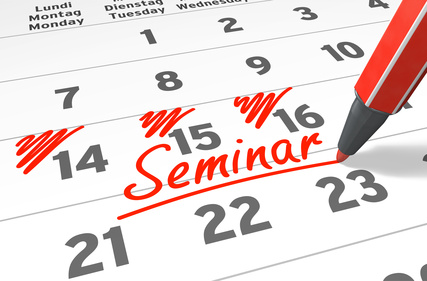 Lundi
Montag
Monday
Dienstag
Tuesday
Wednesday
1 2 3 4
7 8 9 10
14 15 16
Seminar
21 22 23